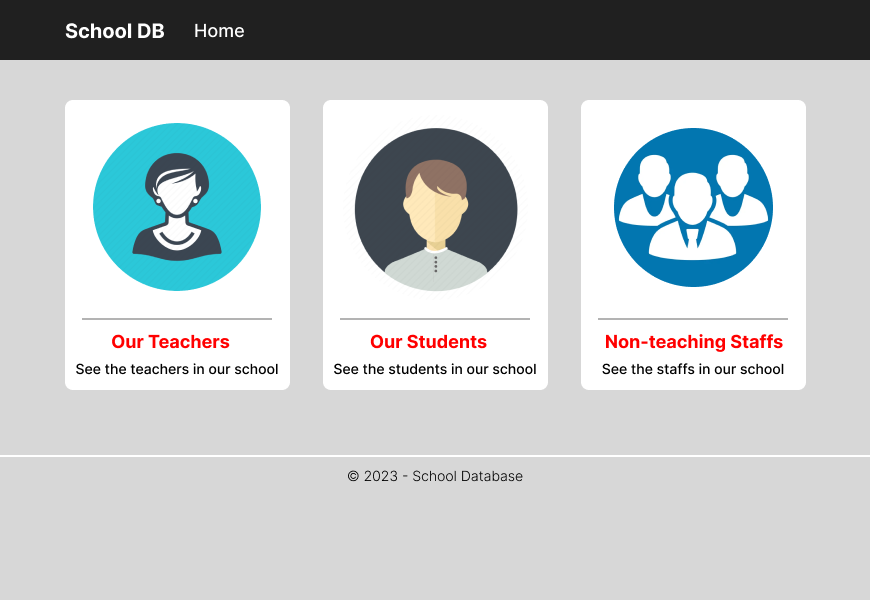 School DB Home
Our Teachers
See the teachers in our school
Our Students
See the students in our school
Non-teaching Staffs
See the staffs in our school
© 2023 - School Database